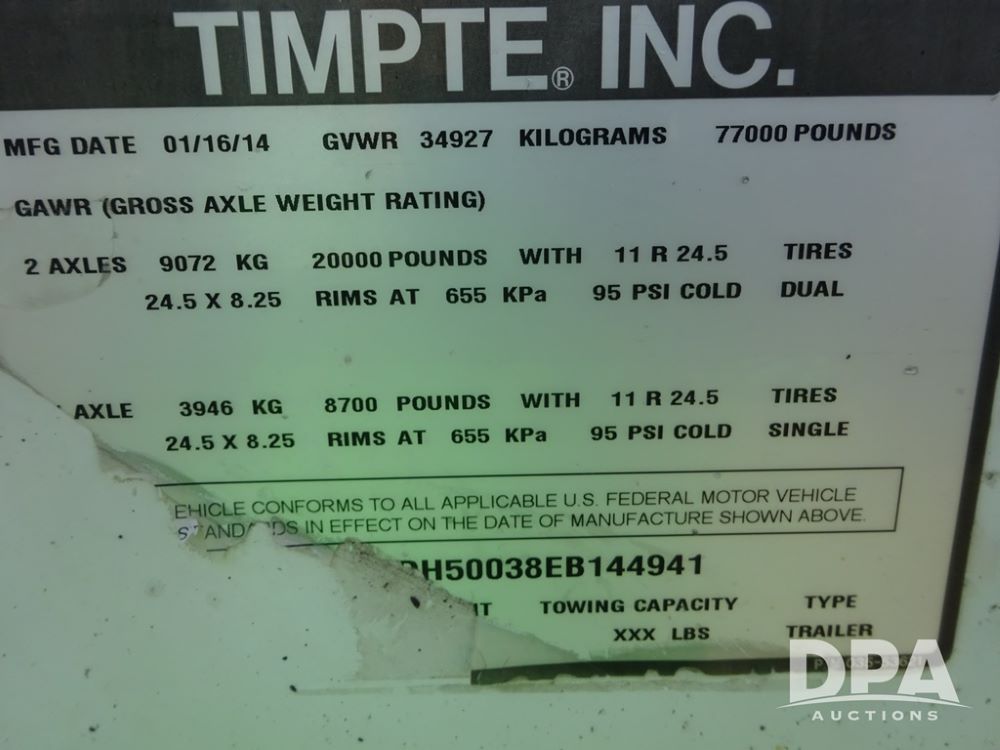 TIMPTE® INC.
MFG DATE 01/16/14 GVWR 34927 KILOGRAMS 77000 POUNDS
GAWR (GROSS AXLE WEIGHT RATING)
2 AXLES 9072 KG 20000 POUNDS WITH 11 R 24.5 TIRES
24.5 X 8.25 RIMS AT 655 KPa 95 PSI COLD DUAL
AXLE 3946 KG 8700 POUNDS WITH 11 R 24.5 TIRES
24.5 X 8.25 RIMS AT 655 KPa 95 PSI COLD SINGLE
EHICLE CONFORMS TO ALL APPLICABLE U.S. FEDERAL MOTOR VEHICLE
STANDARDS IN EFFECT ON THE DATE OF MANUFACTURE SHOWN ABOVE.
DH50038EB144941
TOWING CAPACITY TYPE
XXX LBS TRAILER
DPA
AUCTIONS